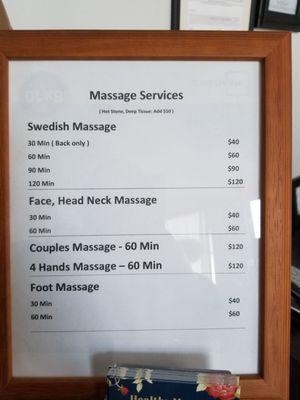 Massage Services
( Hot Stone, Deep Tissue: Add $10 )
Swedish Massage
30 Min ( Back only ) $40
60 Min $60
90 Min $90
120 Min $120
Face, Head Neck Massage
30 Min $40
60 Min $60
Couples Massage - 60 Min $120
4 Hands Massage – 60 Min $120
Foot Massage
30 Min $40
60 Min $60